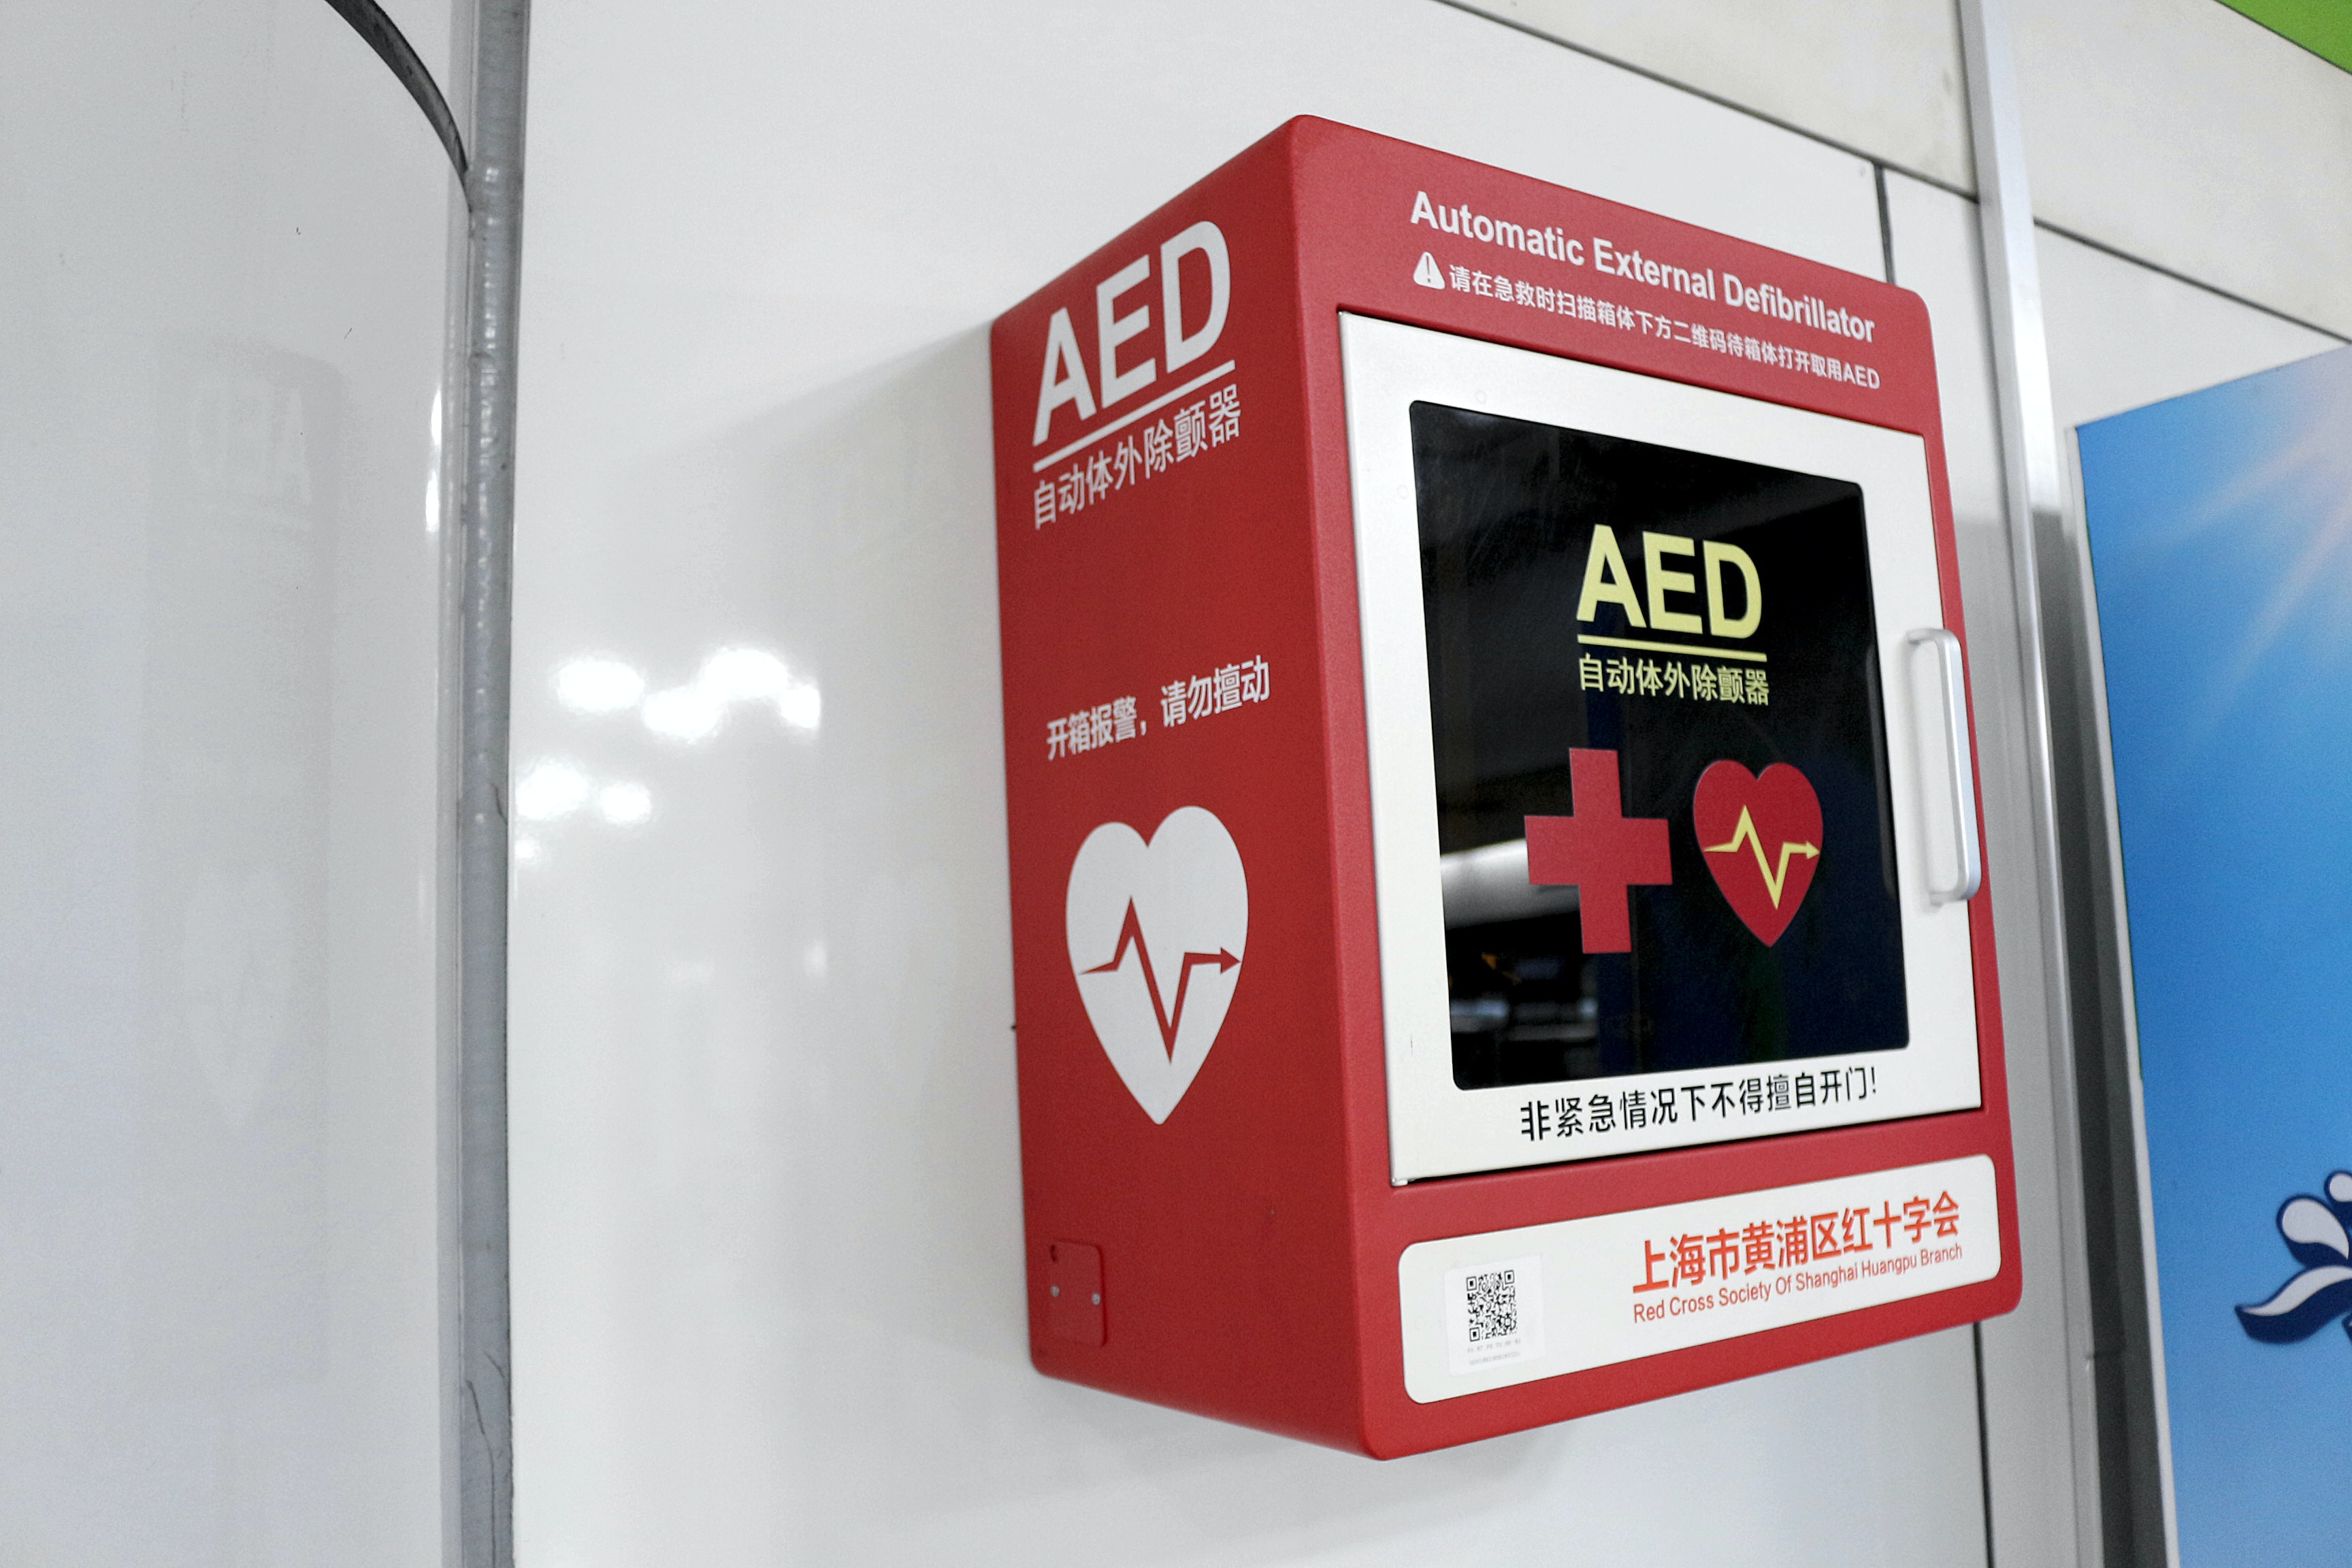 AED
自动体外除颤器
开箱报警，请勿擅动
Automatic External Defibrillator
请在急救时扫描箱体下方二维码待箱体打开取用AED
AED
自动体外除颤器
非紧急情况下不得擅自开门!
上海市黄浦区红十字会
Red Cross Society Of Shanghai Huangpu Branch